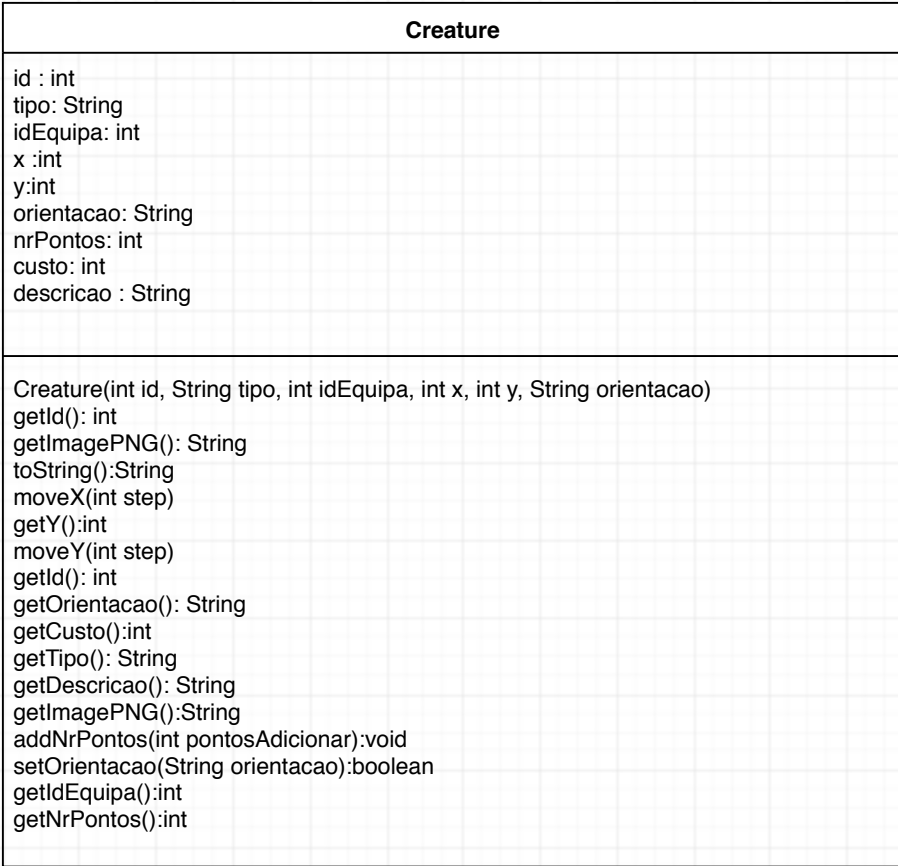 Creature
id : int
tipo: String
idEquipa: int
x :int
y:int
orientacao: String
nrPontos: int
custo: int
descricao : String
Creature(int id, String tipo, int idEquipa, int x, int y, String orientacao)
getId(): int
getImagePNG(): String
toString():String
moveX(int step)
getY():int
moveY(int step)
getId(): int
getOrientacao(): String
getCusto():int
getTipo(): String
getDescricao(): String
getImagePNG():String
addNrPontos(int pontosAdicionar):void
setOrientacao(String orientacao):boolean
getIdEquipa():int
getNrPontos():int